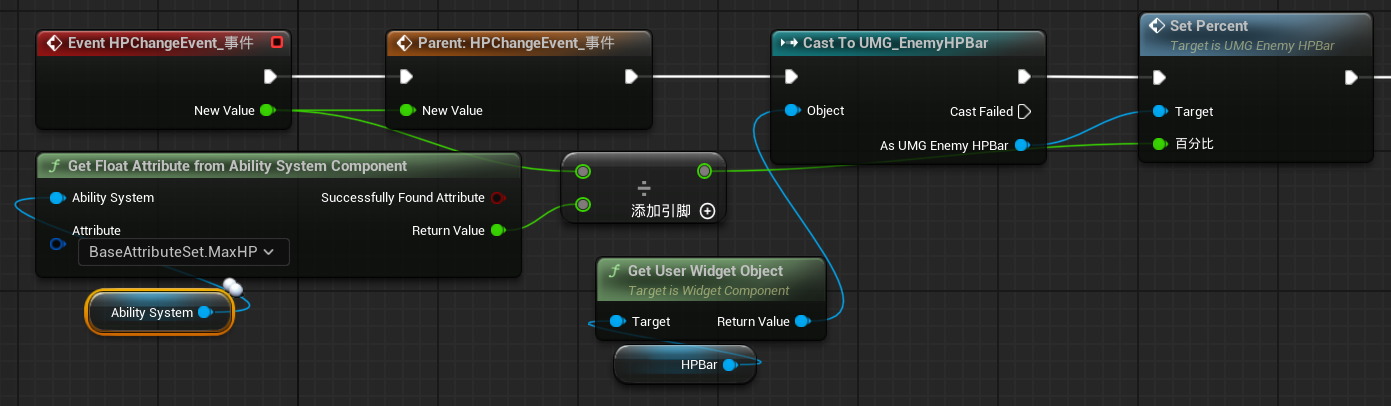 Event HPChangeEvent_事件
New Value
Parent: HPChangeEvent_事件
New Value
Cast To UMG_EnemyHPBar
Object
Cast Failed
As UMG Enemy HPBar
Set Percent
Target is UMG Enemy HPBar
Target
百分比
f Get Float Attribute from Ability System Component
Ability System
Successfully Found Attribute
Attribute
Return Value
BaseAttributeSet.MaxHP
÷
添加引脚
Ability System
f Get User Widget Object
Target is Widget Component
Target
Return Value
HPBar